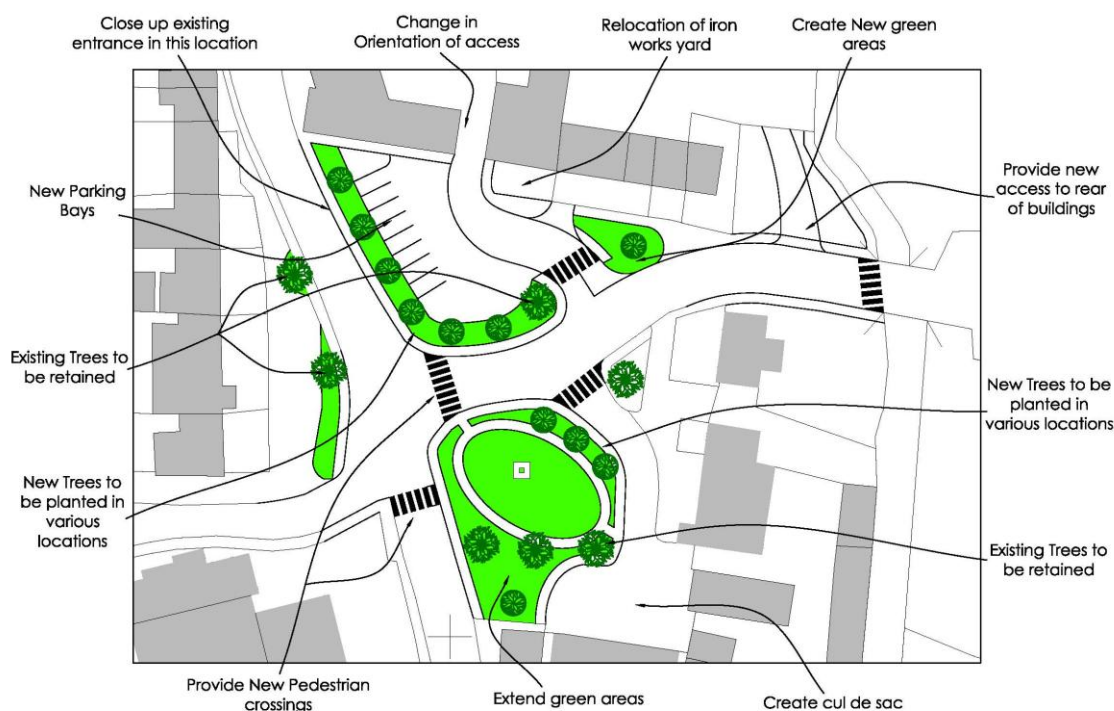 Close up existing
entrance in this location
Change in
Orientation of access
Relocation of iron
works yard
Create New green
areas
New Parking
Bays
Provide new
access to rear
of buildings
Existing Trees to
be retained
New Trees to be
planted in
various locations
New Trees to
be planted in
various
locations
Existing Trees to
be retained
Provide New Pedestrian
crossings
Extend green areas
Create cul de sac